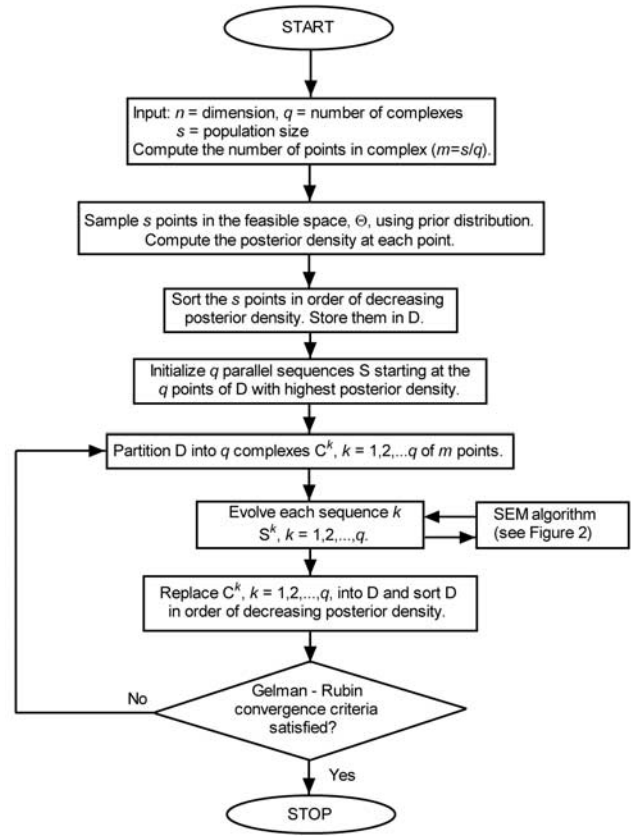 START
Input: n = dimension, q = number of complexes
s = population size
Compute the number of points in complex (m=s/q).
Sample s points in the feasible space, Θ, using prior distribution.
Compute the posterior density at each point.
Sort the s points in order of decreasing
posterior density. Store them in D.
Initialize q parallel sequences S starting at the
q points of D with highest posterior density.
Partition D into q complexes Cᵏ, k = 1,2,...q of m points.
Evolve each sequence k
Sᵏ, k = 1,2,...,q.
SEM algorithm
(see Figure 2)
Replace Cᵏ, k = 1,2,...,q, into D and sort D
in order of decreasing posterior density.
No
Gelman - Rubin
convergence criteria
satisfied?
Yes
STOP